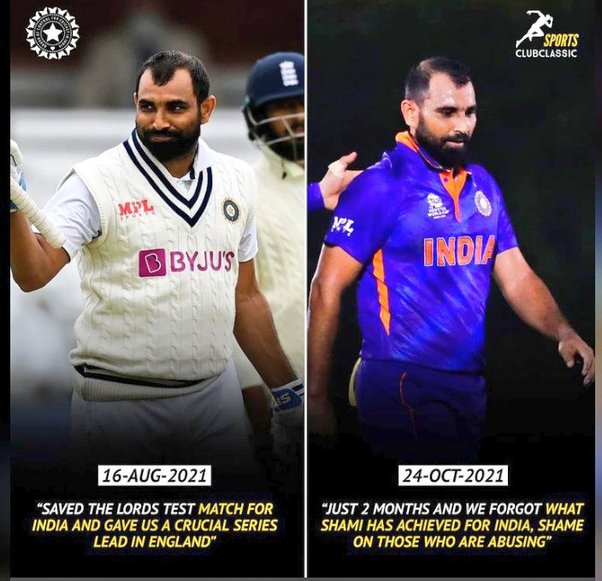 SPORTS
CLUBCLASSIC
MPL
SPORTS
BYJU'S
MPL
INDIA
16-AUG-2021
"SAVED THE LORDS TEST MATCH FOR
INDIA AND GAVE US A CRUCIAL SERIES
LEAD IN ENGLAND"
24-OCT-2021
"JUST 2 MONTHS AND WE FORGOT WHAT
SHAMI HAS ACHIEVED FOR INDIA, SHAME
ON THOSE WHO ARE ABUSING"